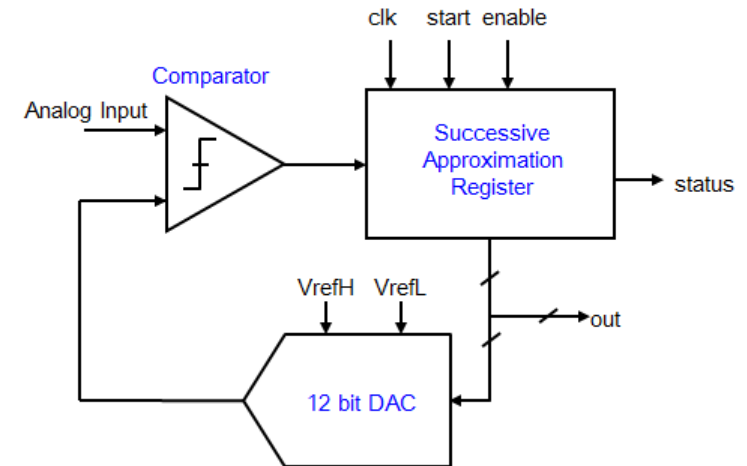 clk start enable
Comparator
Analog Input
Successive
Approximation
Register
status
VrefH VrefL
out
12 bit DAC